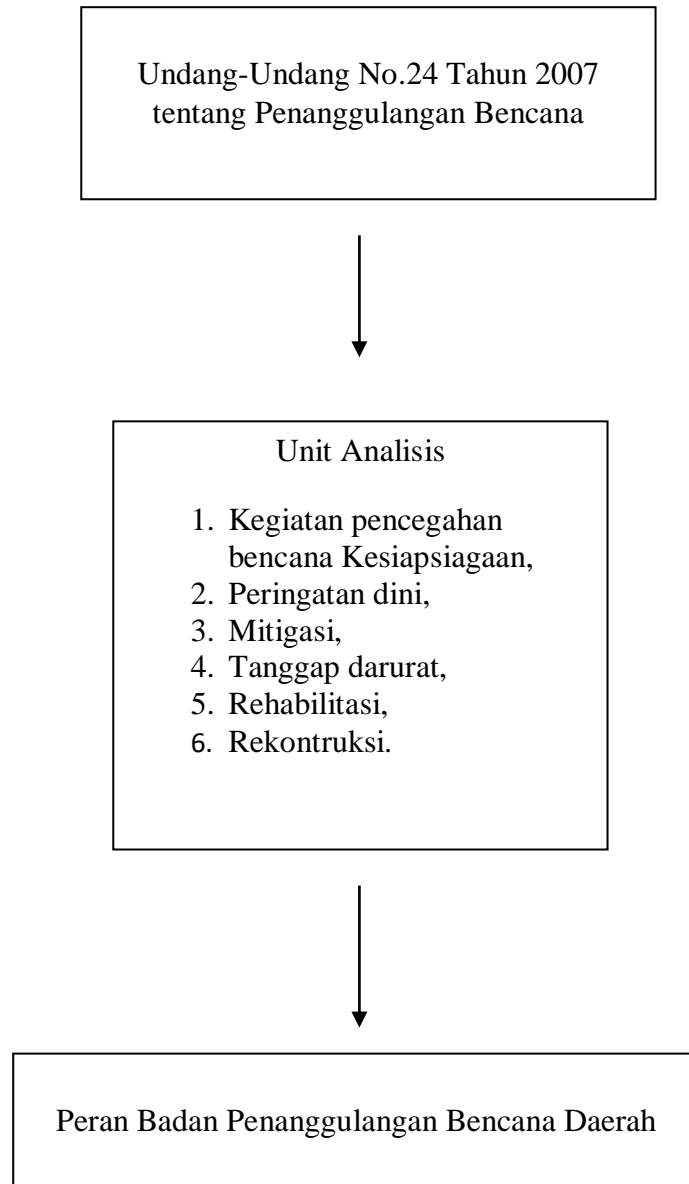 Undang-Undang No.24 Tahun 2007
tentang Penanggulangan Bencana
Unit Analisis
1. Kegiatan pencegahan
bencana Kesiapsiagaan,
2. Peringatan dini,
3. Mitigasi,
4. Tanggap darurat,
5. Rehabilitasi,
6. Rekontruksi.
Peran Badan Penanggulangan Bencana Daerah